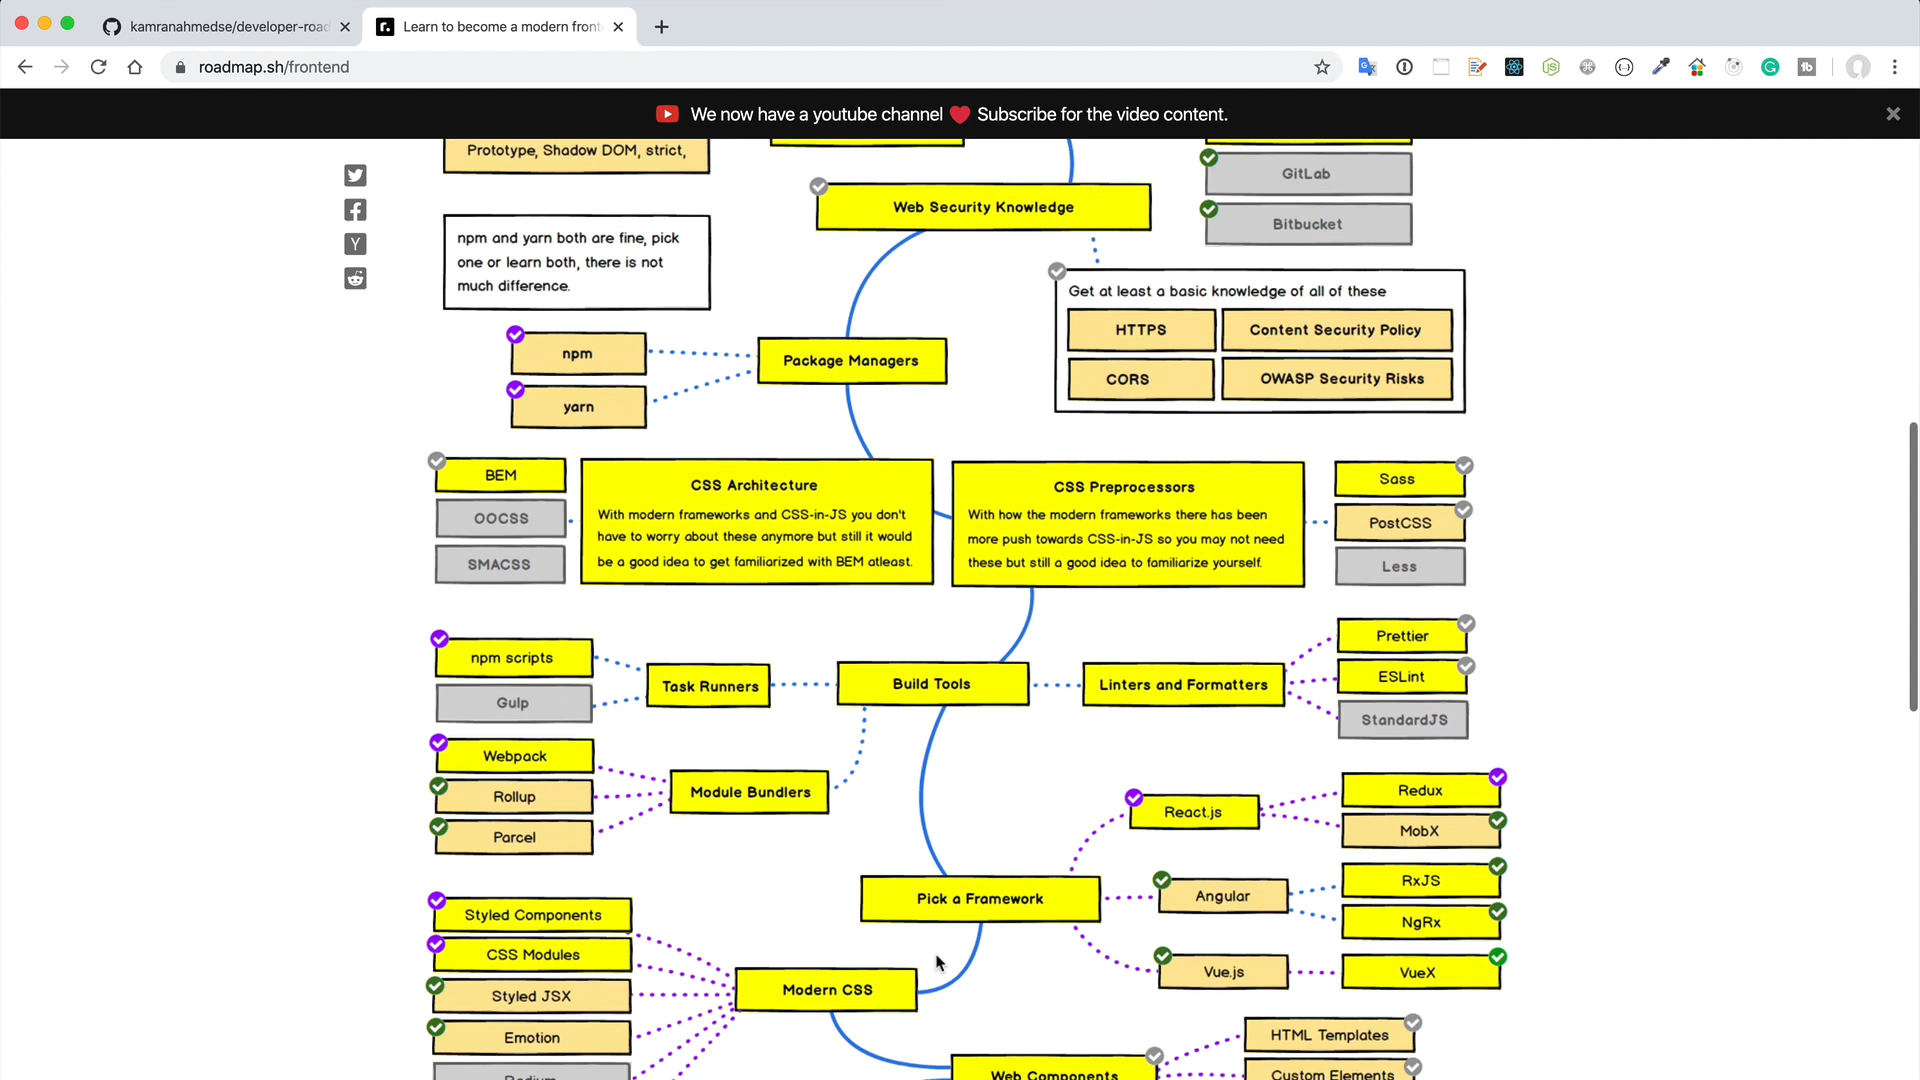 kamranahmedse/developer-road
Learn to become a modern front
roadmap.sh/frontend
We now have a youtube channel ❤ Subscribe for the video content.
Prototype, Shadow DOM, strict,
GitLab
Web Security Knowledge
Bitbucket
npm and yarn both are fine, pick
one or learn both, there is not
much difference.
Get at least a basic knowledge of all of these
HTTPS
Content Security Policy
CORS
OWASP Security Risks
npm
Package Managers
yarn
BEM
OOCSS
SMACSS
CSS Architecture
With modern frameworks and CSS-in-JS you don't
have to worry about these anymore but still it would
be a good idea to get familiarized with BEM atleast.
CSS Preprocessors
With how the modern frameworks there has been
more push towards CSS-in-JS so you may not need
these but still a good idea to familiarize yourself.
Sass
PostCSS
Less
npm scripts
Gulp
Task Runners
Build Tools
Linters and Formatters
Prettier
ESLint
StandardJS
Webpack
Rollup
Parcel
Module Bundlers
React.js
Redux
MobX
Pick a Framework
Angular
RxJS
NgRx
Vue.js
VueX
Styled Components
CSS Modules
Styled JSX
Emotion
Radium
Modern CSS
Web Components
HTML Templates
Custom Elements